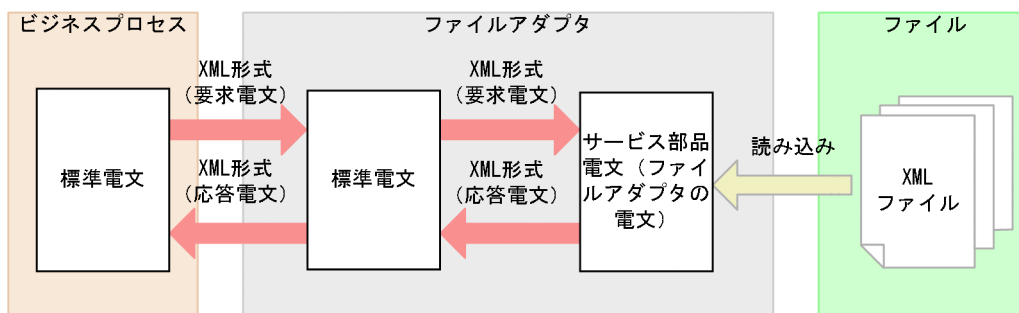 ビジネスプロセス
ファイルアダプタ
ファイル
XML形式
(要求電文)
XML形式
(要求電文)
標準電文
XML形式
(応答電文)
標準電文
XML形式
(応答電文)
サービス部品
電文(ファイ
ルアダプタの
電文)
読み込み
XML
ファイル